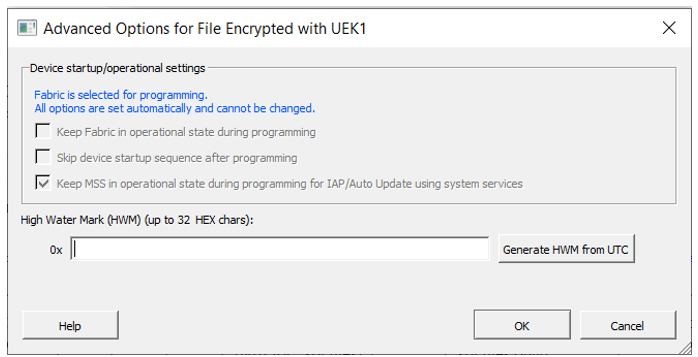 Advanced Options for File Encrypted with UEK1
Device startup/operational settings
Fabric is selected for programming.
All options are set automatically and cannot be changed.
Keep Fabric in operational state during programming
Skip device startup sequence after programming
Keep MSS in operational state during programming for IAP/Auto Update using system services
High Water Mark (HWM) (up to 32 HEX chars):
0x
Generate HWM from UTC
Help
OK
Cancel